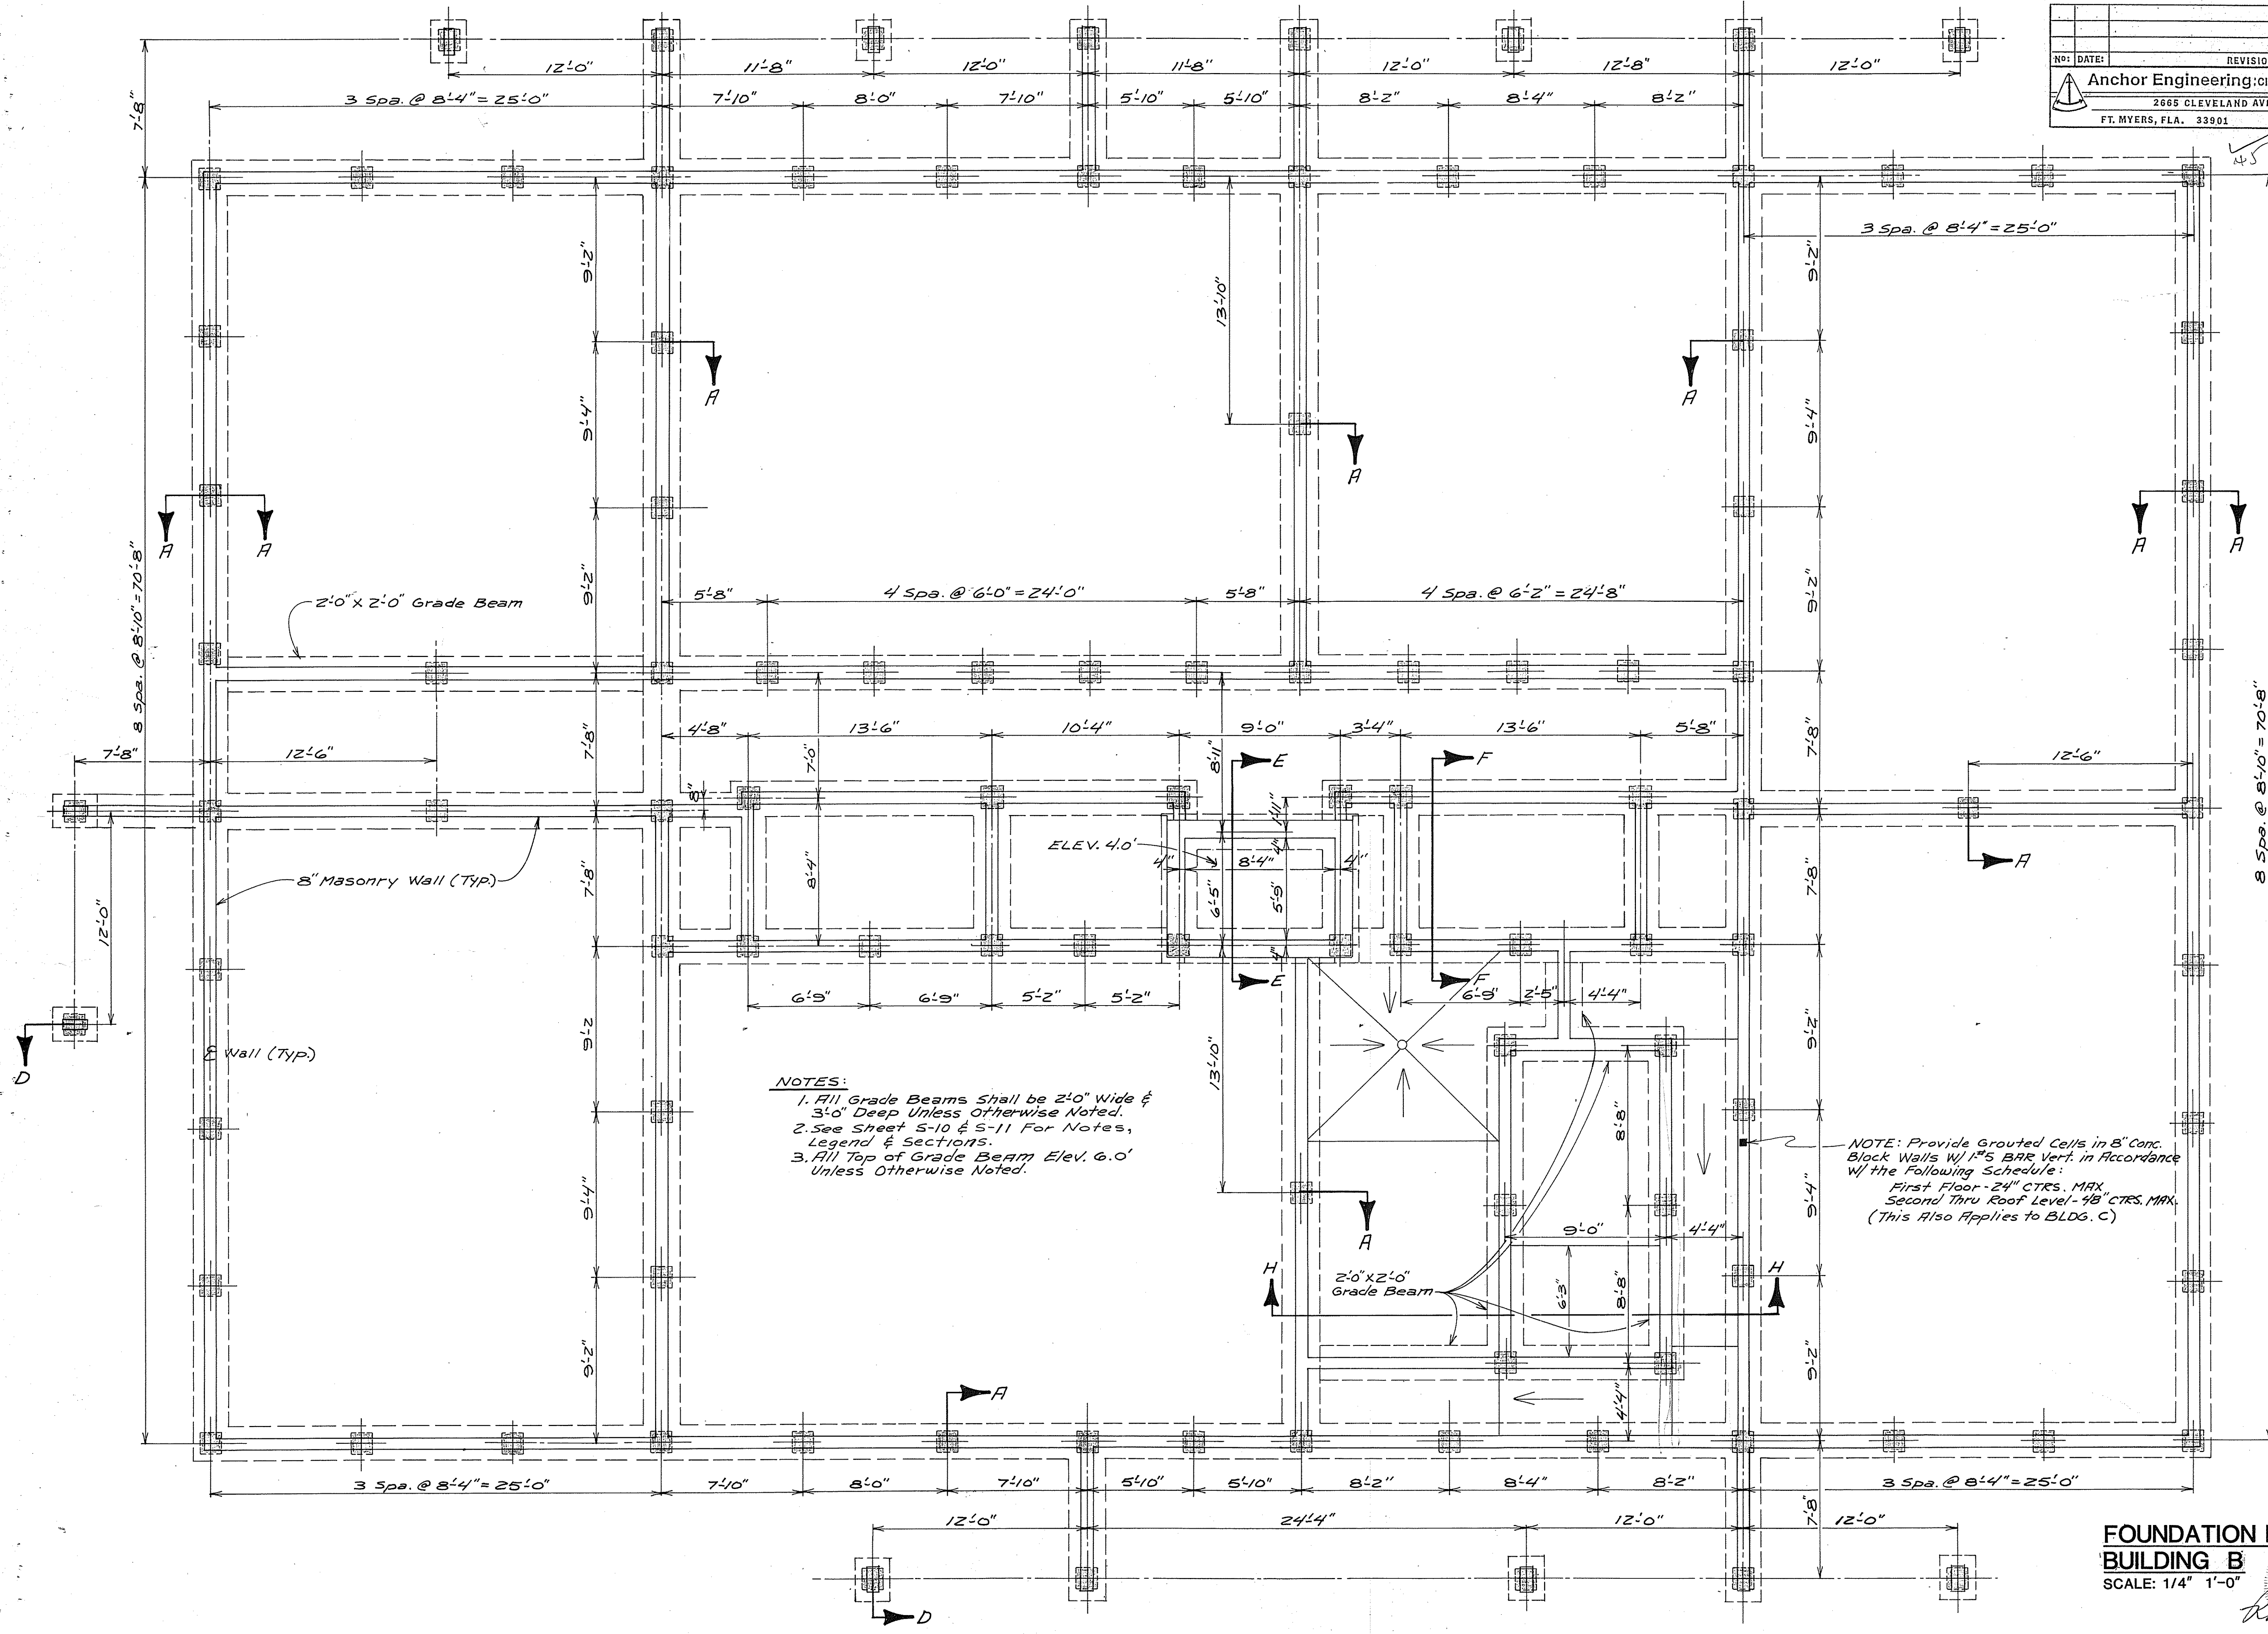 NO: DATE: REVISIO
Anchor Engineering:
2665 CLEVELAND AV
FT. MYERS, FLA. 33901
45
12'-0" 11'-8" 12'-0" 11'-8" 12'-0" 12'-8" 12'-0"
7'-8"
3 Spa. @ 8'-4" = 25'-0" 7'-10" 8'-0" 7'-10" 5'-10" 5'-10" 8'-2" 8'-4" 8'-2"
3 Spa. @ 8'-4" = 25'-0"
9'-2" 13'-10" 9'-2"
A A
9'-4" 9'-4"
A
A A A A
8 Spa. @ 8'-10" = 70'-8"
9'-2" 9'-2"
2'-0" X 2'-0" Grade Beam
5'-8" 4 Spa. @ 6'-0" = 24'-0" 5'-8" 4 Spa. @ 6'-2" = 24'-8"
8 Spa. @ 8'-10" = 70'-8"
4'-8" 13'-6" 10'-4" 9'-0" 3'-4" 13'-6" 5'-8"
7'-8" 12'-6" 7'-8" 7'-0" 8'-11" E F 7'-8" 12'-6"
8" 1'-11"
ELEV. 4.0'
4" 8'-4" 4" 4"
A
8" Masonry Wall (Typ.)
7'-8" 8'-4" 6'-5" 5'-9" 7'-8"
12'-0"
4"
E F
6'-9" 6'-9" 5'-2" 5'-2" 6'-9" 2'-5" 4'-4"
9'-2 9'-2"
D
℄ Wall (Typ.)
13'-10"
NOTES:
1. All Grade Beams Shall be 2'-0" Wide &
3'-0" Deep Unless Otherwise Noted.
2. See Sheet S-10 & S-11 For Notes,
Legend & Sections.
3. All Top of Grade Beam Elev. 6.0'
Unless Otherwise Noted.
8'-8"
NOTE: Provide Grouted Cells in 8" Conc.
Block Walls W/ 1-#5 BAR Vert. in Accordance
W/ the Following Schedule:
First Floor - 24" CTRS. MAX
Second Thru Roof Level - 48" CTRS. MAX.
(This Also Applies to BLDG. C)
9'-4" 9'-4"
A
9'-0" 4'-4"
H H
2'-0" X 2'-0"
Grade Beam
6'-3" 8'-8"
9'-2" 9'-2"
A
4'-4"
3 Spa. @ 8'-4" = 25'-0" 7'-10" 8'-0" 7'-10" 5'-10" 5'-10" 8'-2" 8'-4" 8'-2" 3 Spa. @ 8'-4" = 25'-0"
12'-0" 24'-4" 12'-0" 7'-8" 12'-0"
D
FOUNDATION
BUILDING B
SCALE: 1/4" 1'-0"